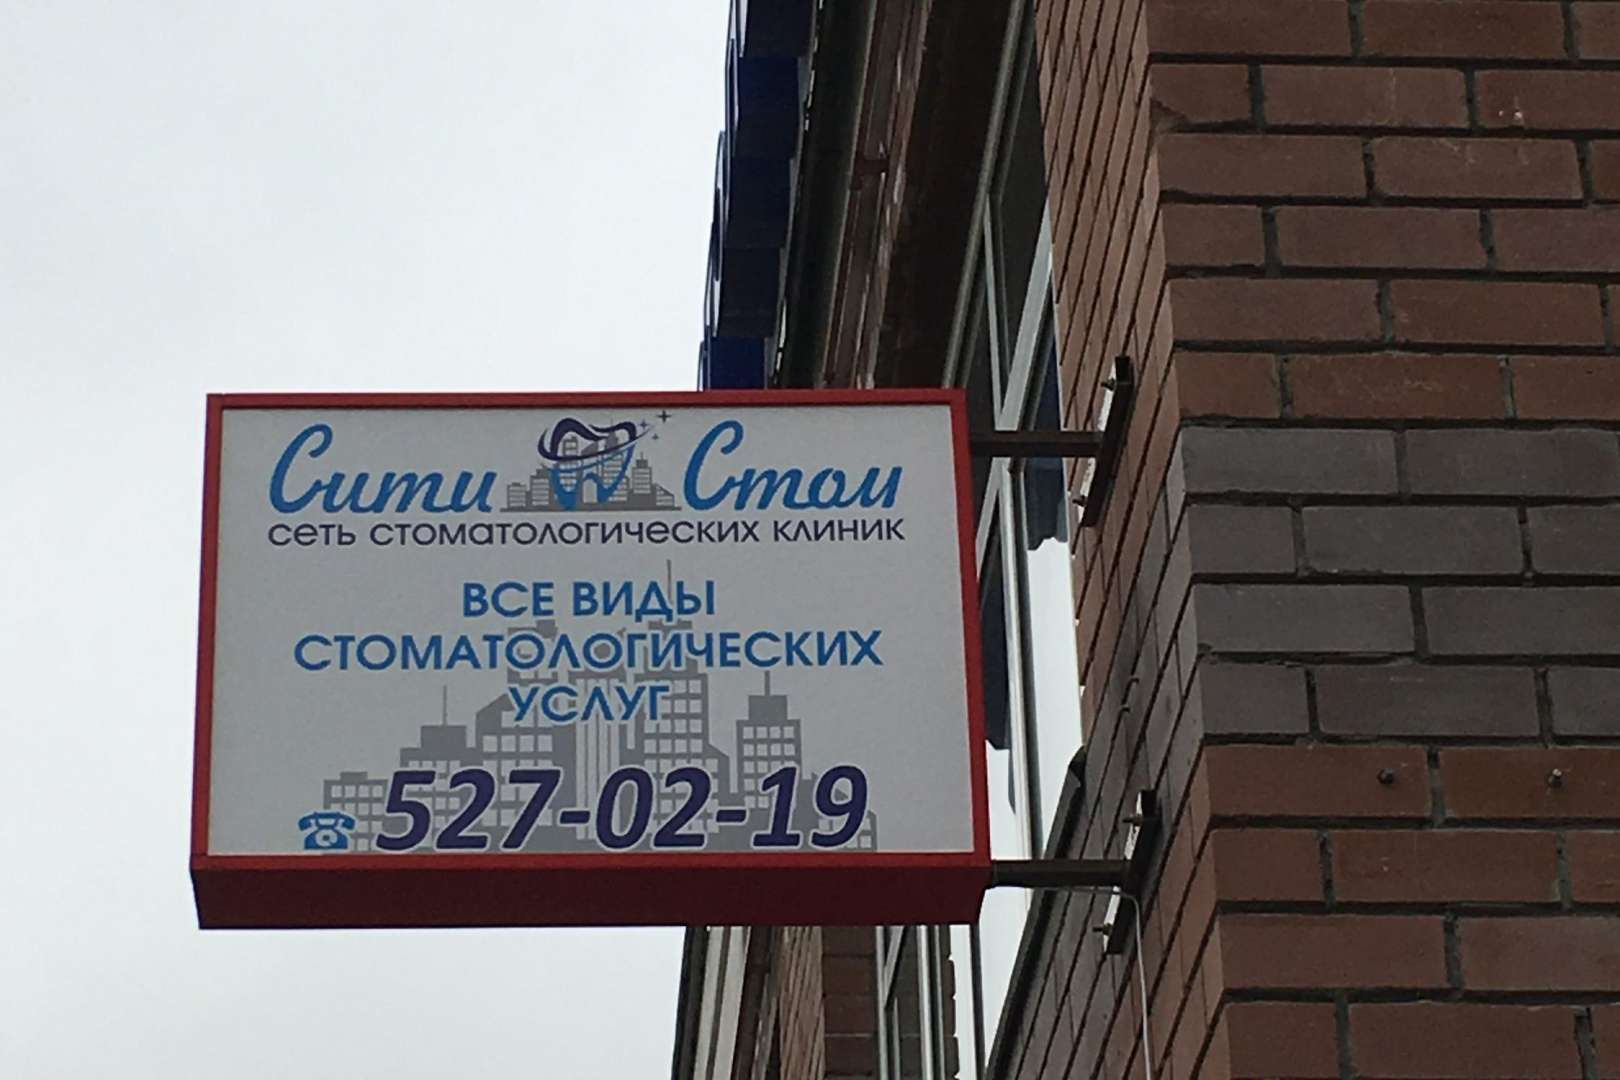 Сити Стом
сеть стоматологических клиник
ВСЕ ВИДЫ
СТОМАТОЛОГИЧЕСКИХ
УСЛУГ
527-02-19